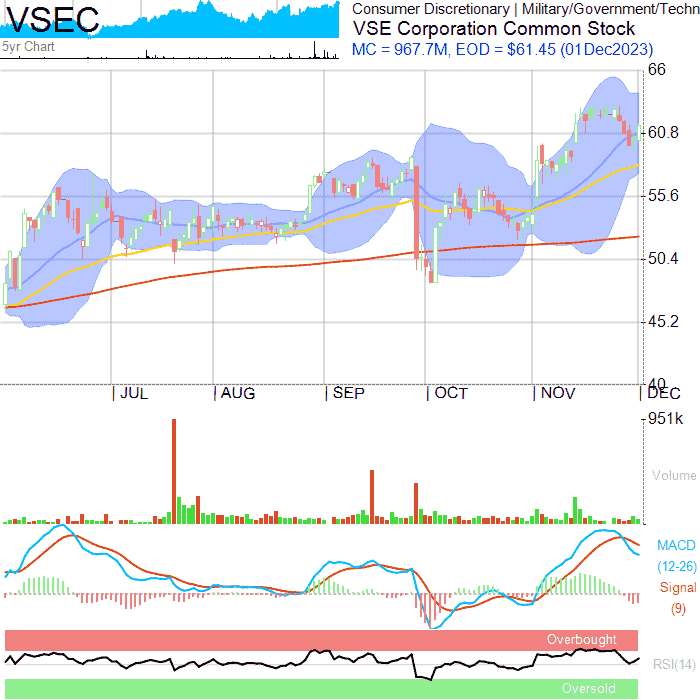 VSEC
Consumer Discretionary | Military/Government/Techn
5yr Chart
VSE Corporation Common Stock
MC = 967.7M, EOD = $61.45 (01Dec2023)
66
60.8
55.6
50.4
45.2
40
JUL
AUG
SEP
OCT
NOV
DEC
951k
Volume
MACD
(12-26)
Signal
(9)
Overbought
RSI(14)
Oversold